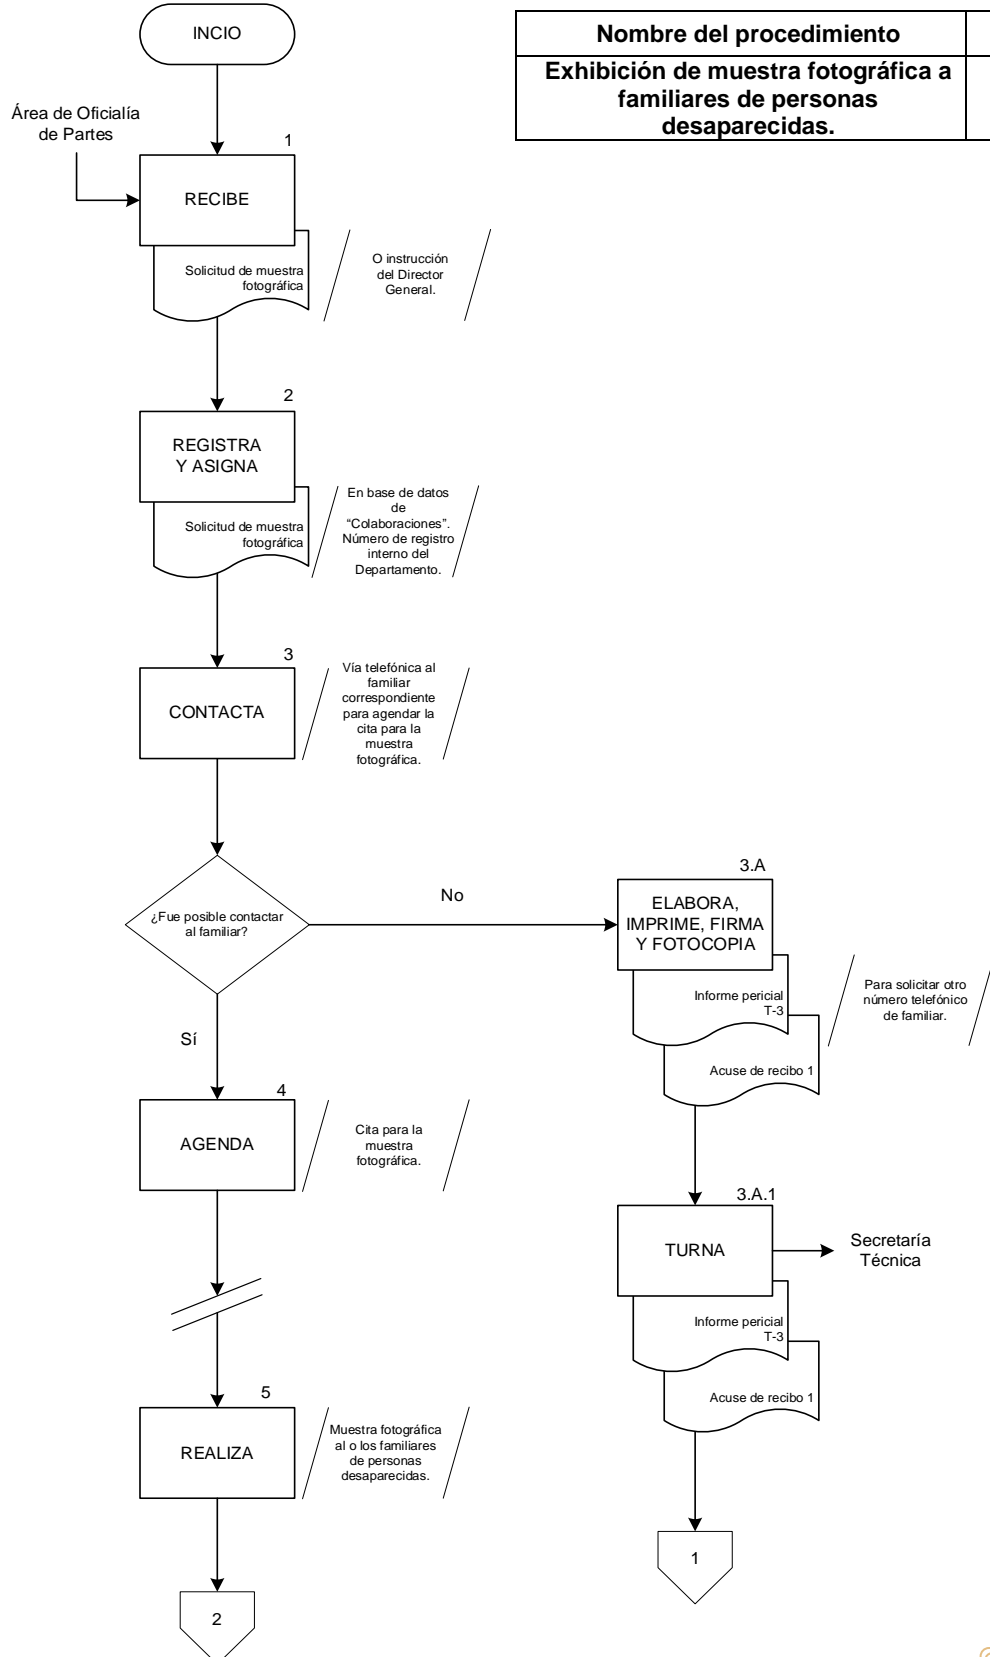 INCIO
Nombre del procedimiento
Exhibición de muestra fotográfica a
familiares de personas
desaparecidas.
Área de Oficialía
de Partes
1
RECIBE
Solicitud de muestra
fotográfica
O instrucción
del Director
General.
2
REGISTRA
Y ASIGNA
Solicitud de muestra
fotográfica
En base de datos
de
“Colaboraciones”.
Número de registro
interno del
Departamento.
3
CONTACTA
Vía telefónica al
familiar
correspondiente
para agendar la
cita para la
muestra
fotográfica.
¿Fue posible contactar
al familiar?
No
3.A
ELABORA,
IMPRIME, FIRMA
Y FOTOCOPIA
Informe pericial
T-3
Acuse de recibo 1
Para solicitar otro
número telefónico
de familiar.
Sí
4
AGENDA
Cita para la
muestra
fotográfica.
3.A.1
TURNA
Secretaría
Técnica
Informe pericial
T-3
Acuse de recibo 1
5
REALIZA
Muestra fotográfica
al o los familiares
de personas
desaparecidas.
1
2